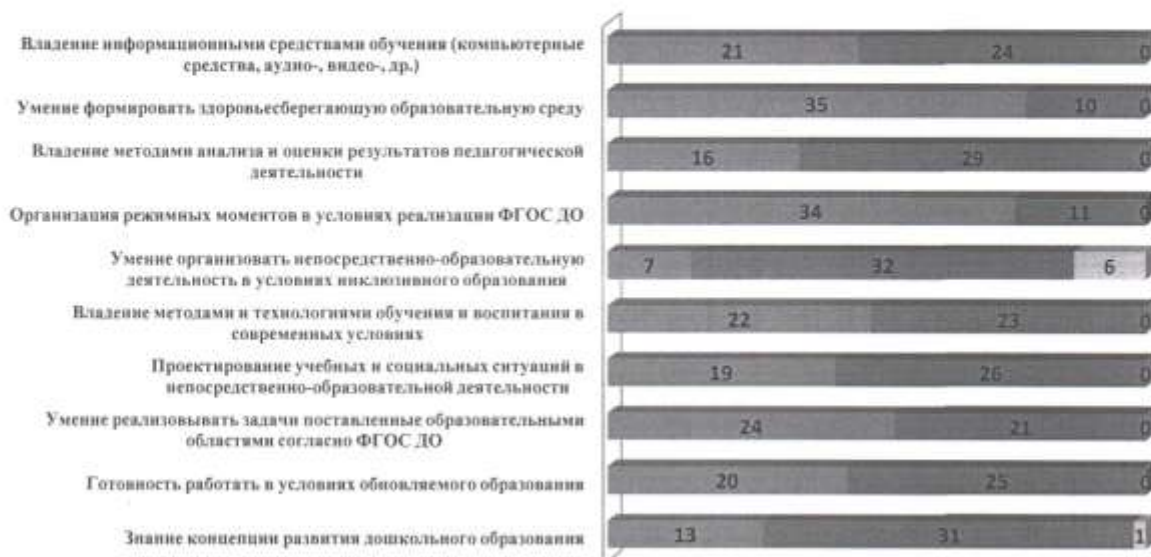 Владение информационными средствами обучения (компьютерные
средства, аудио-, видео-, др.)
21 24 0
Умение формировать здоровьесберегающую образовательную среду
35 10 0
Владение методами анализа и оценки результатов педагогической
деятельности
16 29 0
Организация режимных моментов в условиях реализации ФГОС ДО
34 11 0
Умение организовать непосредственно-образовательную
деятельность в условиях инклюзивного образования
7 32 6
Владение методами и технологиями обучения и воспитания в
современных условиях
22 23 0
Проектирование учебных и социальных ситуаций в
непосредственно-образовательной деятельности
19 26 0
Умение реализовывать задачи поставленные образовательными
областями согласно ФГОС ДО
24 21 0
Готовность работать в условиях обновляемого образования
20 25 0
Знание концепции развития дошкольного образования
13 31 1